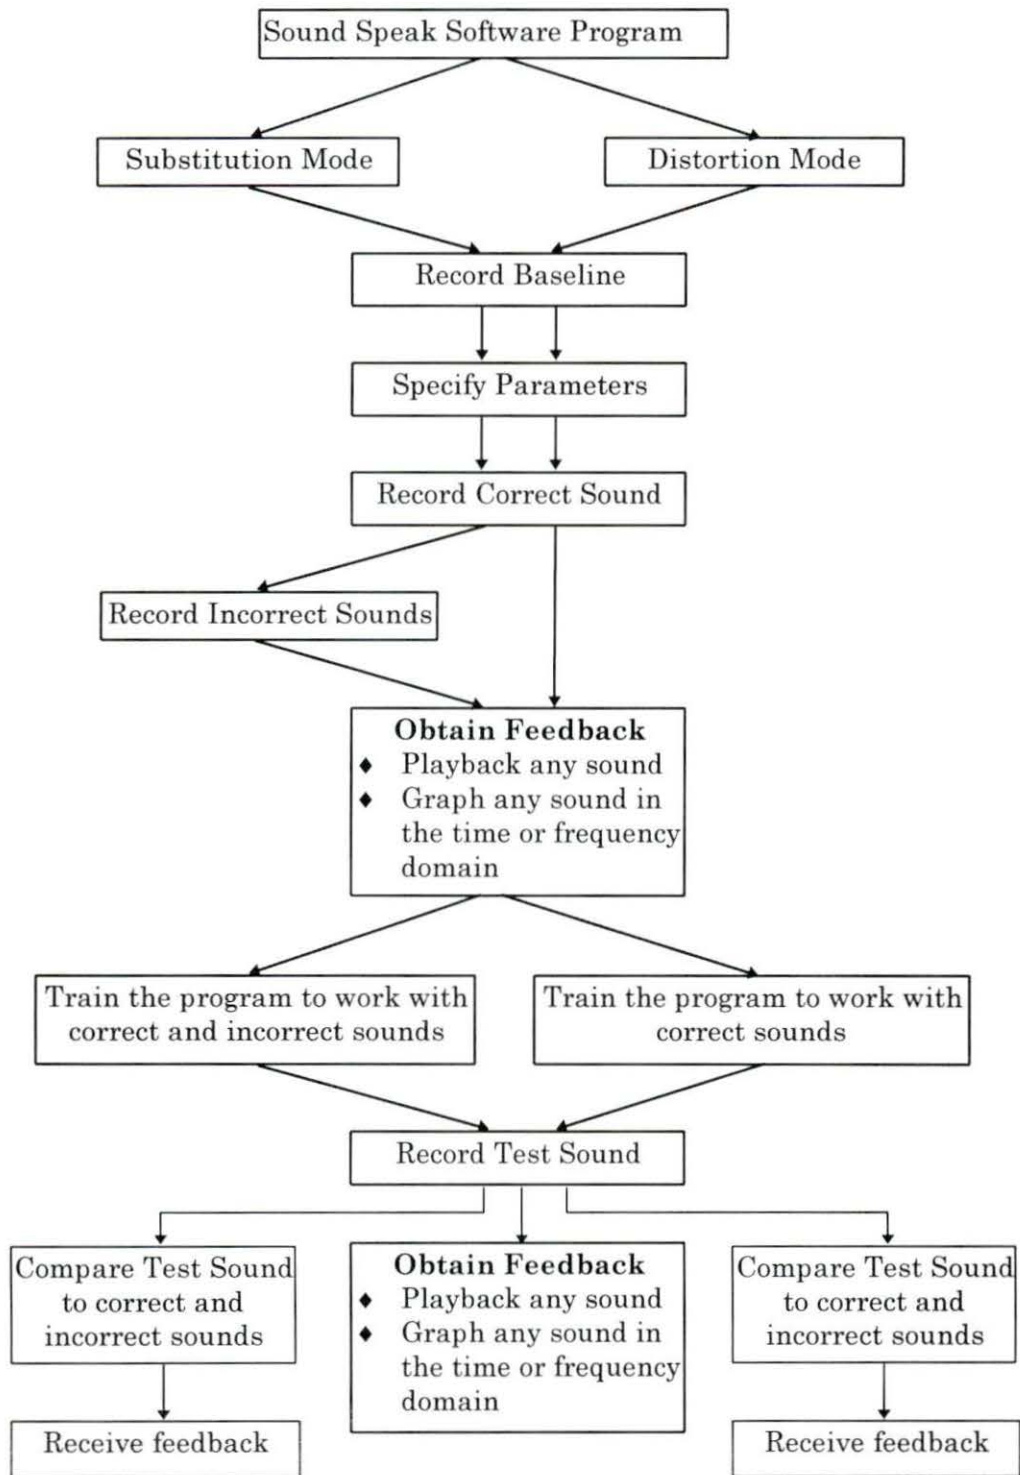 Sound Speak Software Program
Substitution Mode
Distortion Mode
Record Baseline
Specify Parameters
Record Correct Sound
Record Incorrect Sounds
Obtain Feedback
♦ Playback any sound
♦ Graph any sound in
the time or frequency
domain
Train the program to work with
correct and incorrect sounds
Train the program to work with
correct sounds
Record Test Sound
Compare Test Sound
to correct and
incorrect sounds
Obtain Feedback
♦ Playback any sound
♦ Graph any sound in
the time or frequency
domain
Compare Test Sound
to correct and
incorrect sounds
Receive feedback
Receive feedback